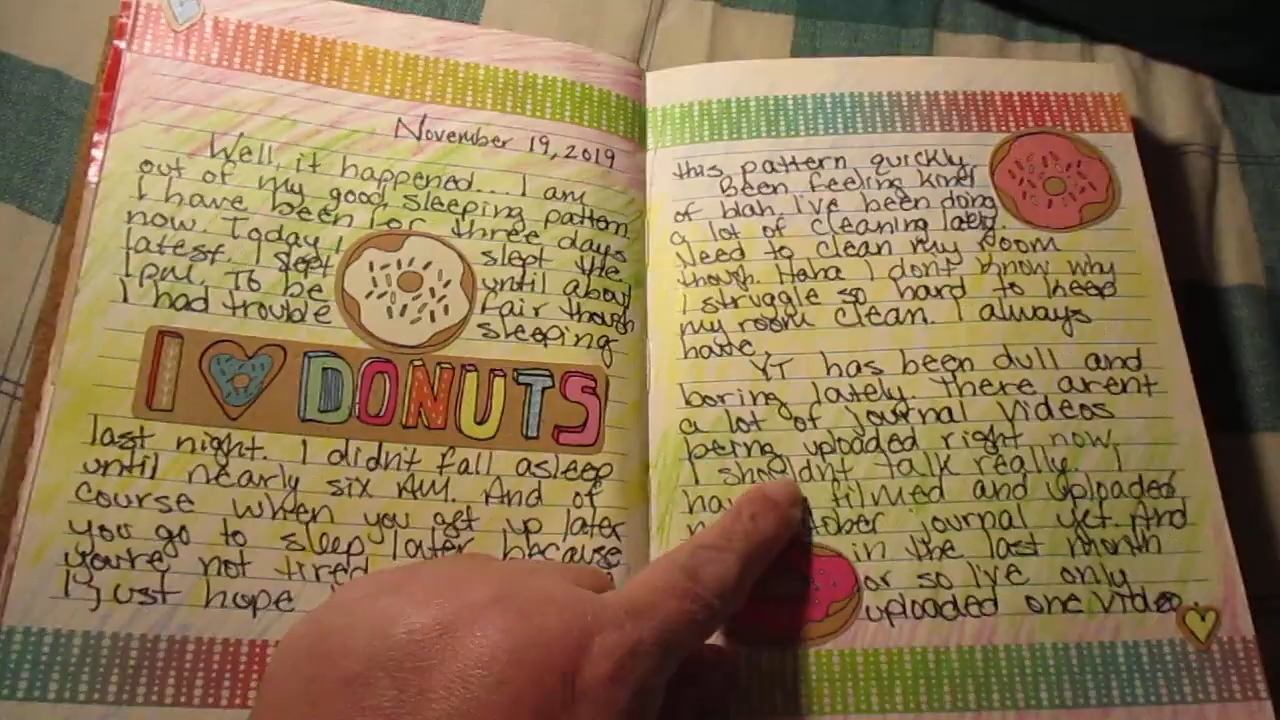 November 19, 2019
Well, it happened... I am
out of my good sleeping pattern
I have been for three days
now. Today I slept the
latest. I slept until about
1pm. To be fair though
I had trouble sleeping
I DONUTS
last night. I didn't fall asleep
until nearly six AM. And of
course when you get up later
you go to sleep later because
you're not tired
I just hope
this pattern quickly
Been feeling kind
of blah. I've been doing
a lot of cleaning lately.
Need to clean my room
though. Haha I don't know why
I struggle so hard to keep
my room clean. I always
have.
YT has been dull and
boring lately. There arent
a lot of journal videos
being uploaded right now.
I shouldn't talk really. I
filmed and uploaded
journal yet. And
in the last month
or so I've only
uploaded one video.